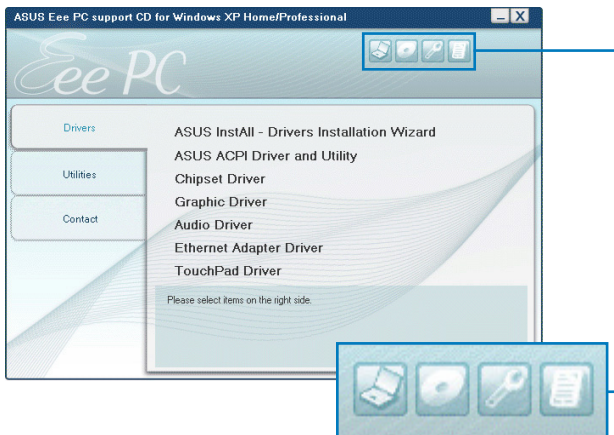 ASUS Eee PC support CD for Windows XP Home/Professional
Eee PC
Drivers
Utilities
Contact
ASUS InstAll - Drivers Installation Wizard
ASUS ACPI Driver and Utility
Chipset Driver
Graphic Driver
Audio Driver
Ethernet Adapter Driver
TouchPad Driver
Please select items on the right side.